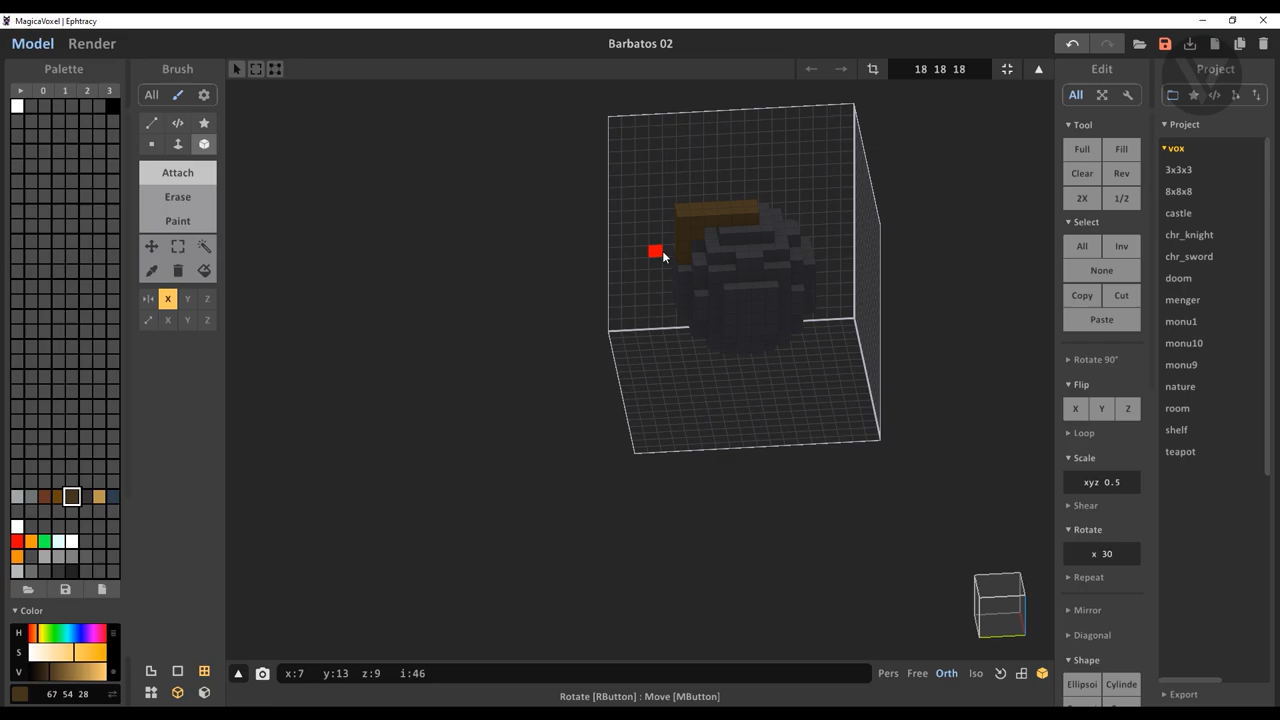 MagicaVoxel | Ephtracy
Model Render
Barbatos 02
Palette
Brush
18 18 18
Edit
Project
0 1 2 3
All
All
Tool
Project
Full Fill
vox
Attach
Clear Rev
3x3x3
Erase
2X 1/2
8x8x8
Paint
Select
castle
All Inv
chr_knight
None
chr_sword
Copy Cut
doom
X Y Z
Paste
menger
X Y Z
monu1
Rotate 90°
monu10
Flip
monu9
X Y Z
nature
Loop
room
Scale
shelf
xyz 0.5
teapot
Shear
Rotate
x 30
Repeat
Color
Mirror
H
Diagonal
S
Shape
V
x:7 y:13 z:9 i:46
Pers Free Orth Iso
Ellipsoi Cylinde
67 54 28
Rotate [RButton] : Move [MButton]
Export